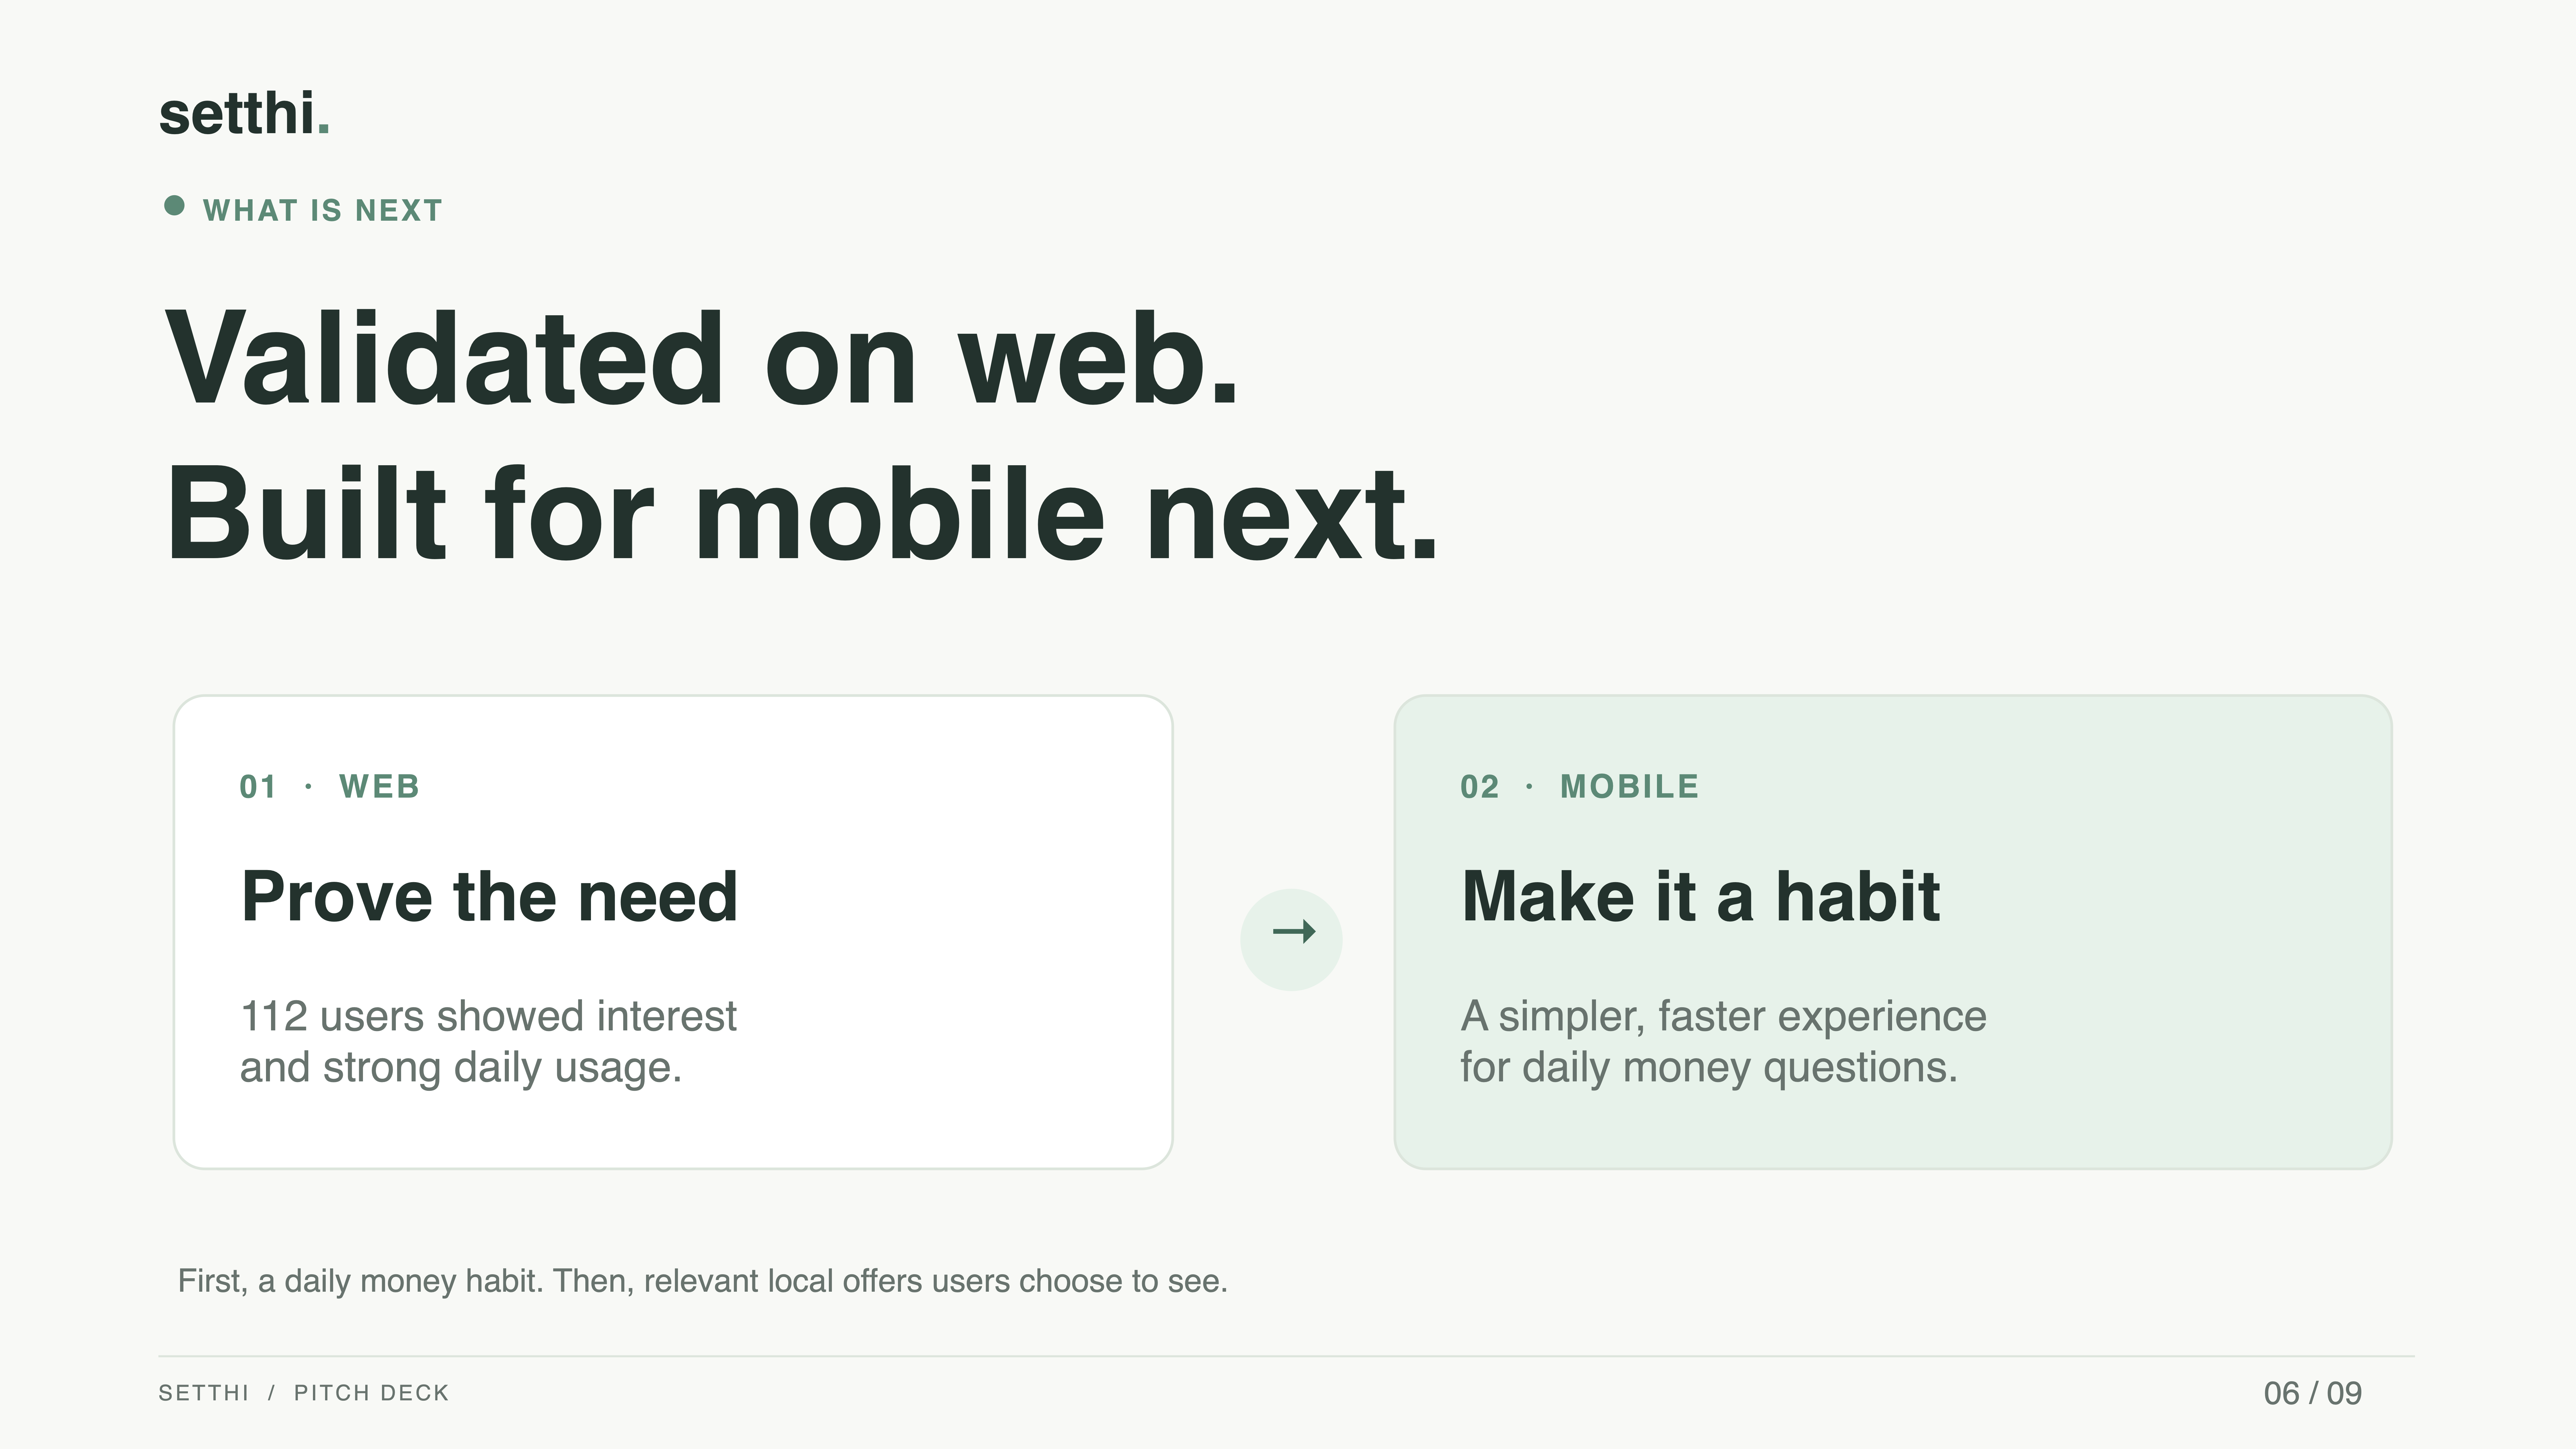 setthi.
WHAT IS NEXT
Validated on web.
Built for mobile next.
01 · WEB
Prove the need
112 users showed interest
and strong daily usage.
→
02 · MOBILE
Make it a habit
A simpler, faster experience
for daily money questions.
First, a daily money habit. Then, relevant local offers users choose to see.
SETTHI / PITCH DECK
06 / 09